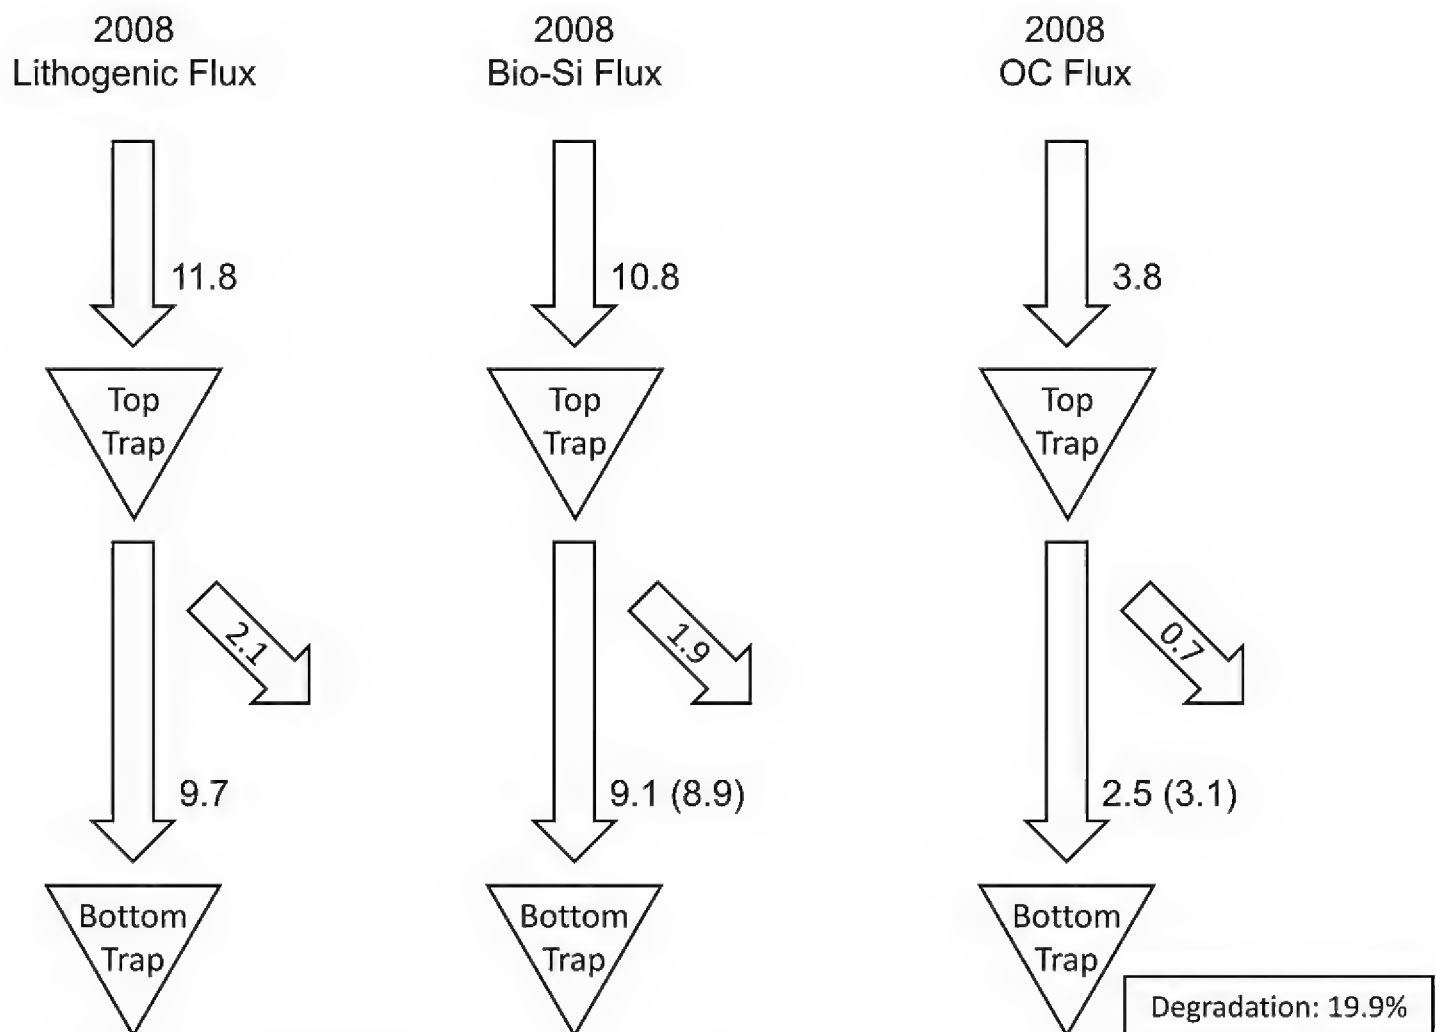 2008
Lithogenic Flux
11.8
Top
Trap
2.1
9.7
Bottom
Trap
2008
Bio-Si Flux
10.8
Top
Trap
1.9
9.1 (8.9)
Bottom
Trap
2008
OC Flux
3.8
Top
Trap
0.7
2.5 (3.1)
Bottom
Trap
Degradation: 19.9%